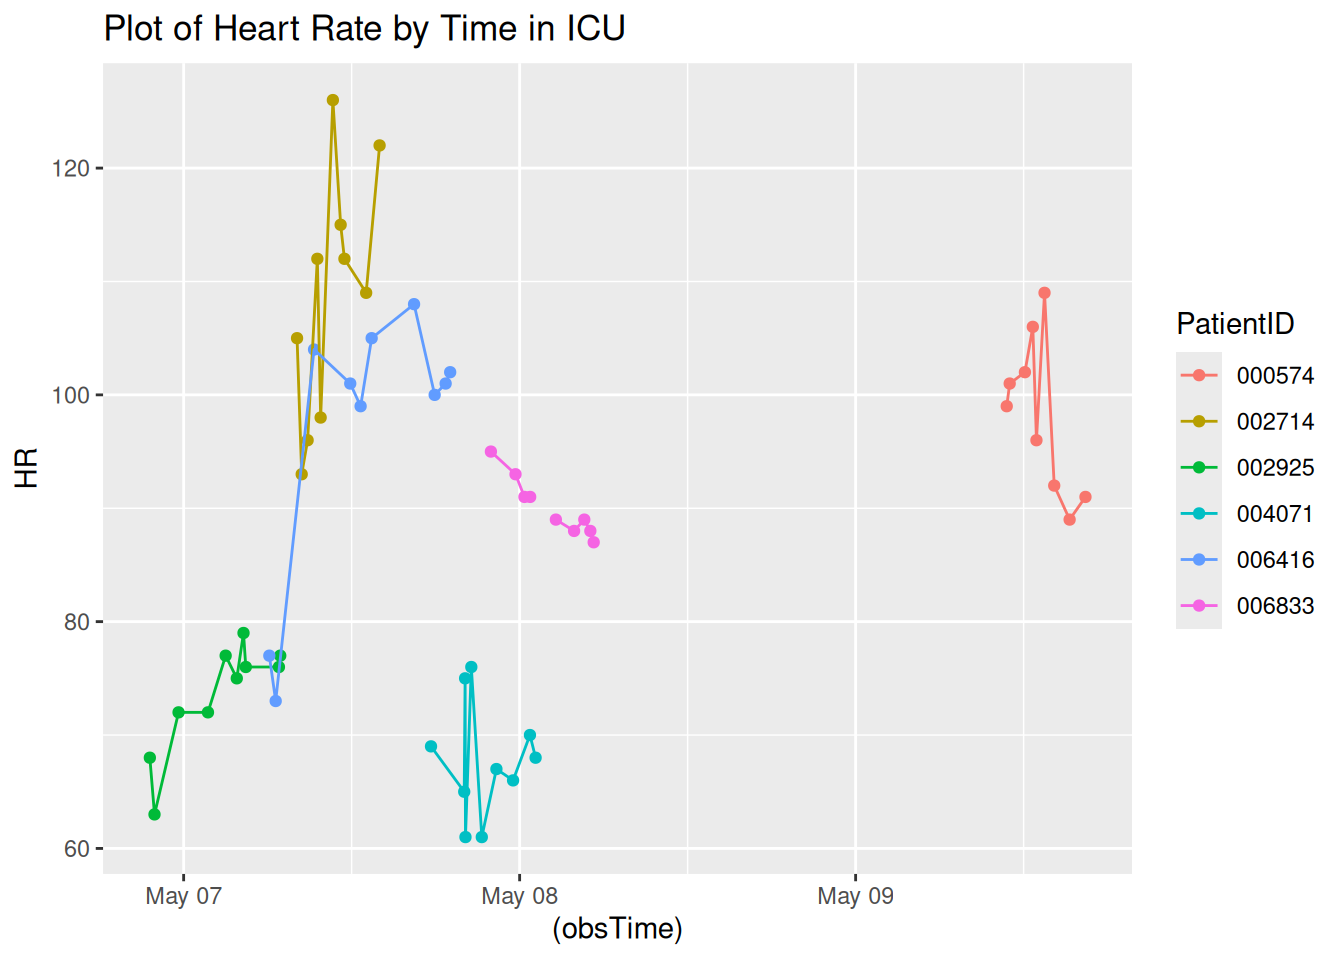 Plot of Heart Rate by Time in ICU
120
100
80
60
HR
May 07
May 08
May 09
(obsTime)
PatientID
000574
002714
002925
004071
006416
006833